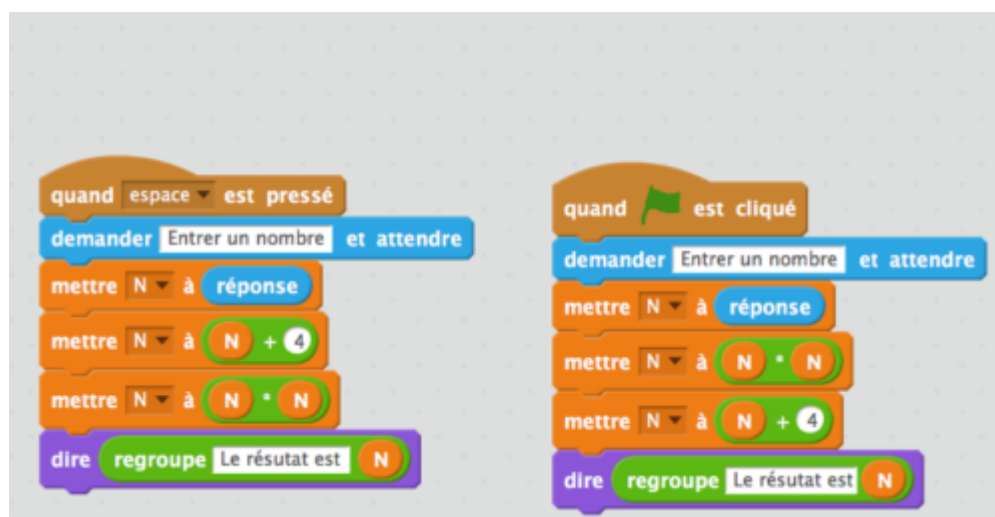 quand espace est pressé
demander Entrer un nombre et attendre
mettre N à réponse
mettre N à N + 4
mettre N à N * N
dire regroupe Le résutat est N
quand est cliqué
demander Entrer un nombre et attendre
mettre N à réponse
mettre N à N * N
mettre N à N + 4
dire regroupe Le résutat est N